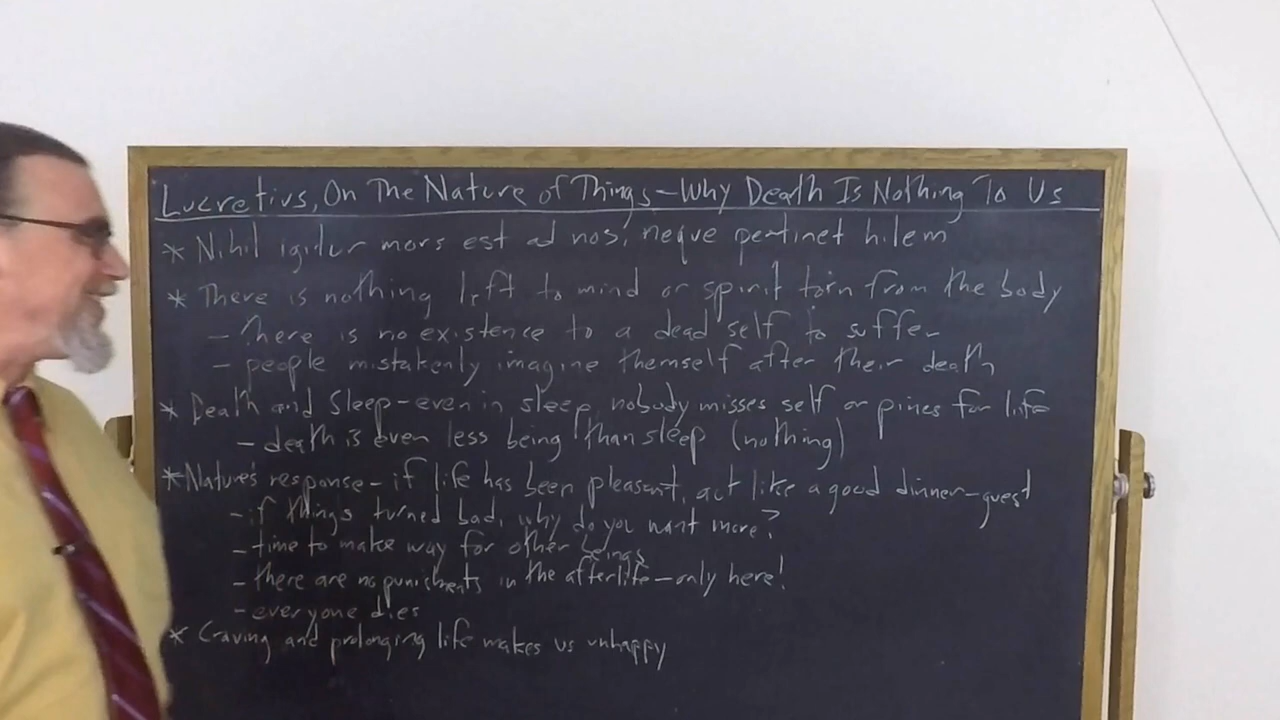 Lucretius, On The Nature of Things - Why Death Is Nothing To Us
* Nihil igitur mors est ad nos, neque pertinet hilem
* There is nothing left to mind or spirit torn from the body
- there is no existence to a dead self to suffer
- people mistakenly imagine themself after their death
* Death and Sleep - even in sleep, nobody misses self or pines for life
- death is even less being than sleep (nothing)
* Nature's response - if life has been pleasant, act like a good dinner-guest
- if things turned bad, why do you want more?
- time to make way for other beings
- there are no punishments in the afterlife - only here!
- everyone dies
* Craving and prolonging life makes us unhappy